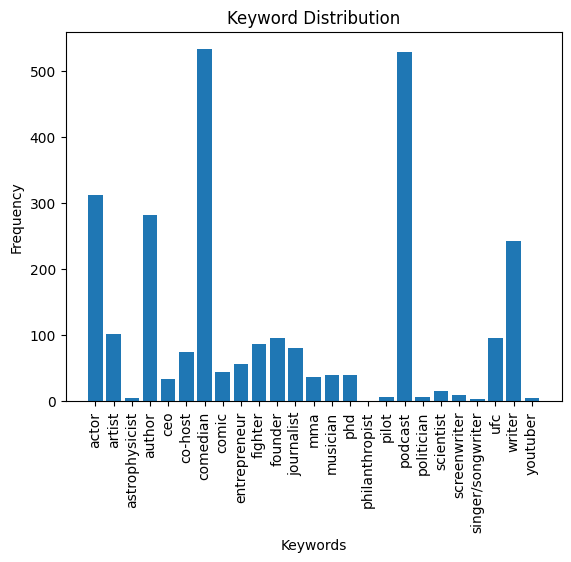 Keyword Distribution
500
400
300
200
100
0
Frequency
actor
artist
astrophysicist
author
ceo
co-host
comedian
comic
entrepreneur
fighter
founder
journalist
mma
musician
phd
philanthropist
pilot
podcast
politician
scientist
screenwriter
singer/songwriter
ufc
writer
youtuber
Keywords